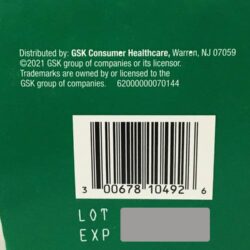 Distributed by: GSK Consumer Healthcare, Warren, NJ 07059
©2021 GSK group of companies or its licensor.
Trademarks are owned by or licensed to the
GSK group of companies. 62000000070144
3 00678 10492 6
LOT
EXP